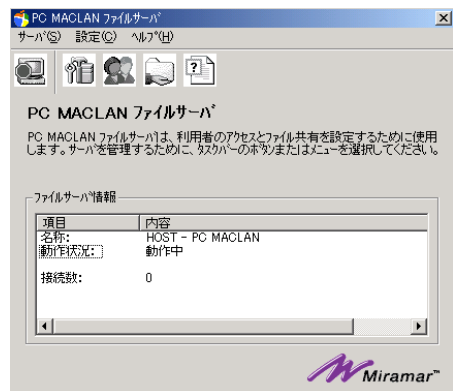 PC MACLAN ﾌｧｲﾙｻｰﾊﾞ
ｻｰﾊﾞ(S) 設定(C) ﾍﾙﾌﾟ(H)
PC MACLAN ﾌｧｲﾙｻｰﾊﾞ
PC MACLAN ﾌｧｲﾙｻｰﾊﾞは、利用者のｱｸｾｽとﾌｧｲﾙ共有を設定するために使用
します。ｻｰﾊﾞを管理するために、ﾀｽｸﾊﾞｰのﾎﾞﾀﾝまたはﾒﾆｭｰを選択してください。
ﾌｧｲﾙｻｰﾊﾞ情報
項目 内容
名称: HOST - PC MACLAN
動作状況: 動作中
接続数: 0
Miramar™